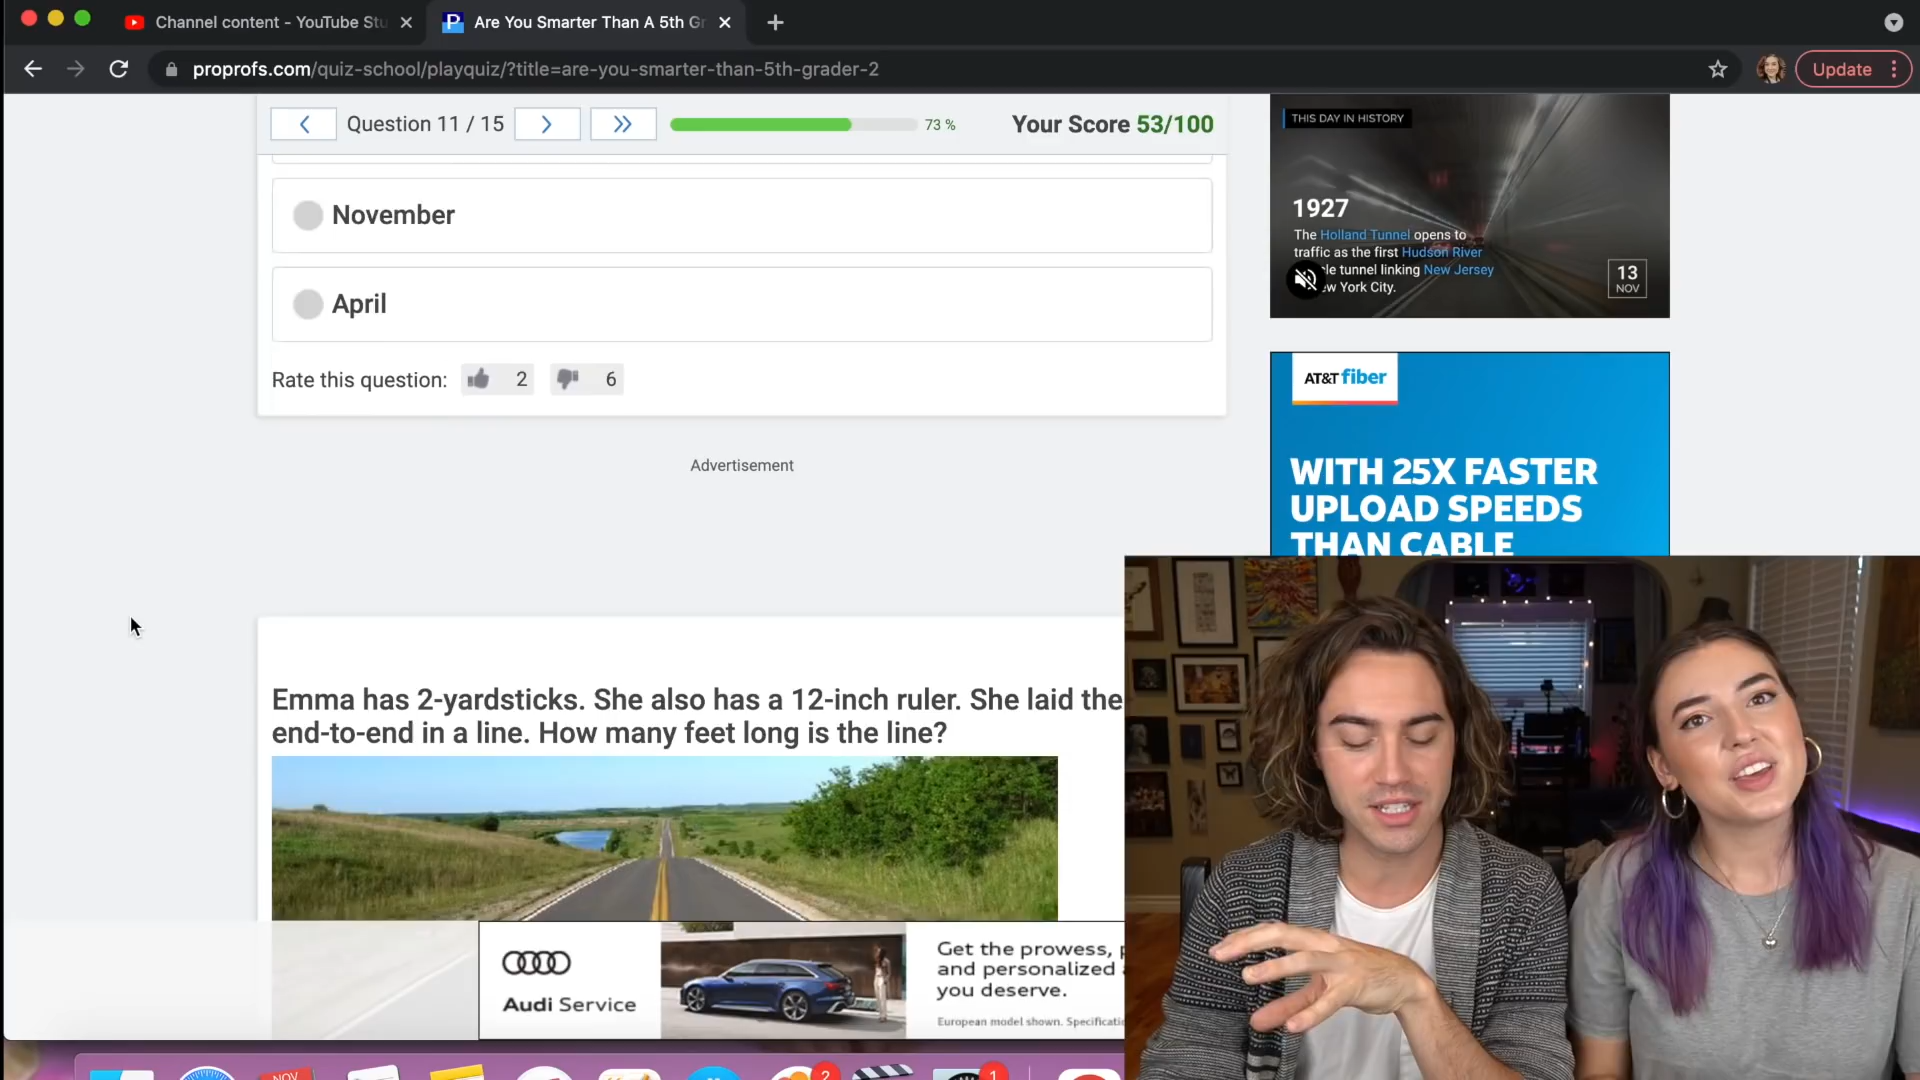 Channel content - YouTube Stu
Are You Smarter Than A 5th Gr
proprofs.com/quiz-school/playquiz/?title=are-you-smarter-than-5th-grader-2
Update
Question 11 / 15
73 %
Your Score 53/100
November
April
Rate this question:
2
6
THIS DAY IN HISTORY
1927
The Holland Tunnel opens to
traffic as the first Hudson River
le tunnel linking New Jersey
ew York City.
13
NOV
AT&T fiber
WITH 25X FASTER
UPLOAD SPEEDS
THAN CABLE
Advertisement
Emma has 2-yardsticks. She also has a 12-inch ruler. She laid the
end-to-end in a line. How many feet long is the line?
Audi Service
Get the prowess,
and personalized
you deserve.
European model shown. Specificati
NOV
2
1